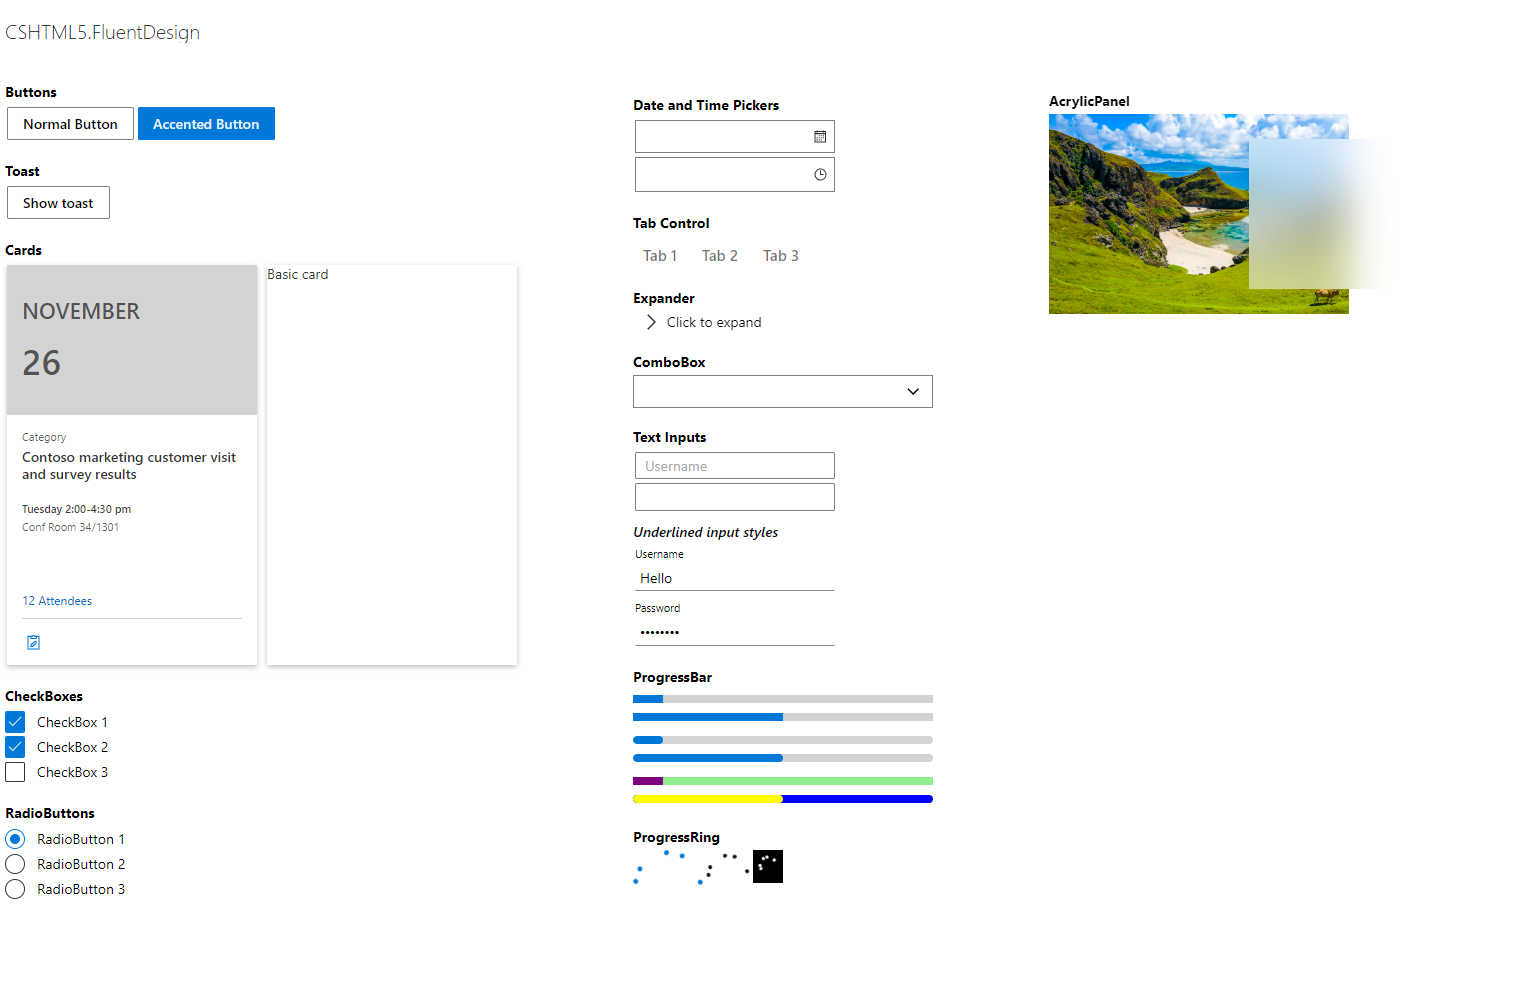 CSHTML5.FluentDesign
Buttons
Normal Button
Accented Button
Toast
Show toast
Cards
NOVEMBER
26
Category
Contoso marketing customer visit
and survey results
Tuesday 2:00-4:30 pm
Conf Room 34/1301
12 Attendees
Basic card
CheckBoxes
CheckBox 1
CheckBox 2
CheckBox 3
RadioButtons
RadioButton 1
RadioButton 2
RadioButton 3
Date and Time Pickers
Tab Control
Tab 1 Tab 2 Tab 3
Expander
Click to expand
ComboBox
Text Inputs
Username
Underlined input styles
Username
Hello
Password
••••••••
ProgressBar
ProgressRing
AcrylicPanel